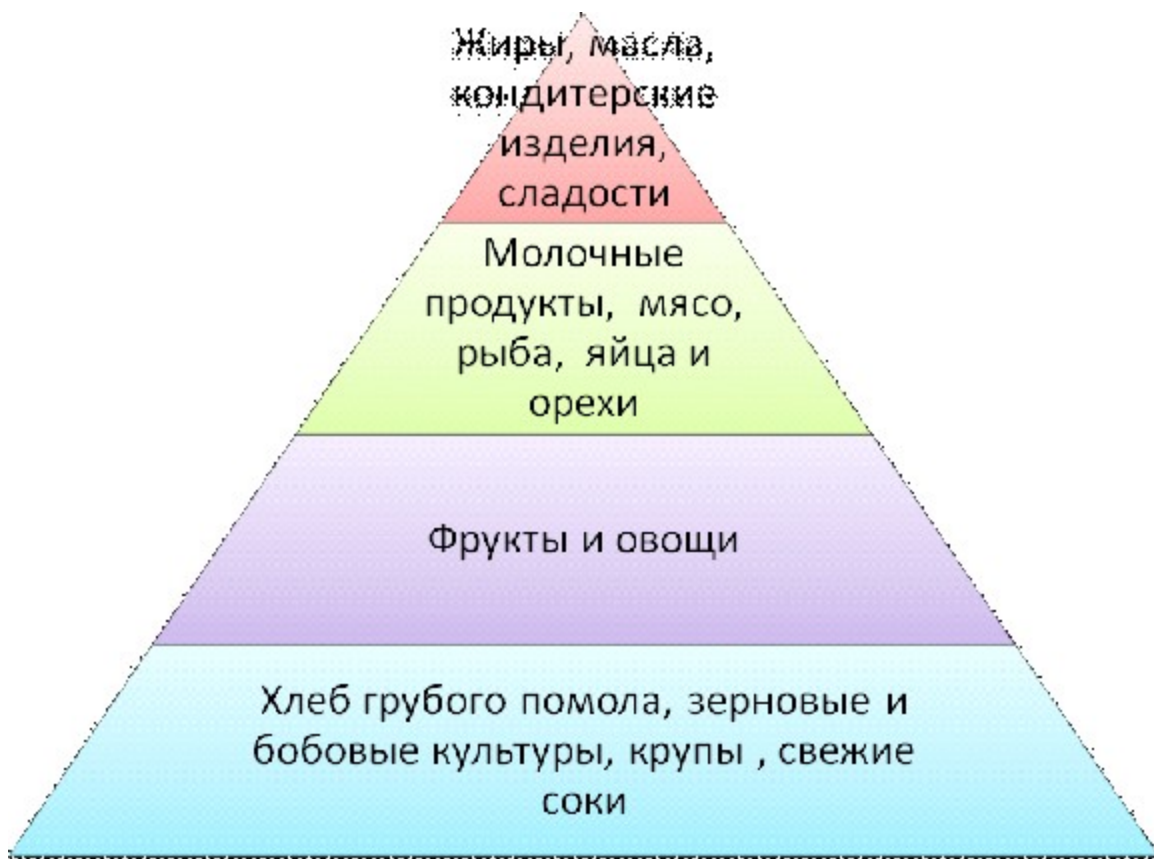 Жиры, масла,
кондитерские
изделия,
сладости
Молочные
продукты, мясо,
рыба, яйца и
орехи
Фрукты и овощи
Хлеб грубого помола, зерновые и
бобовые культуры, крупы , свежие
соки